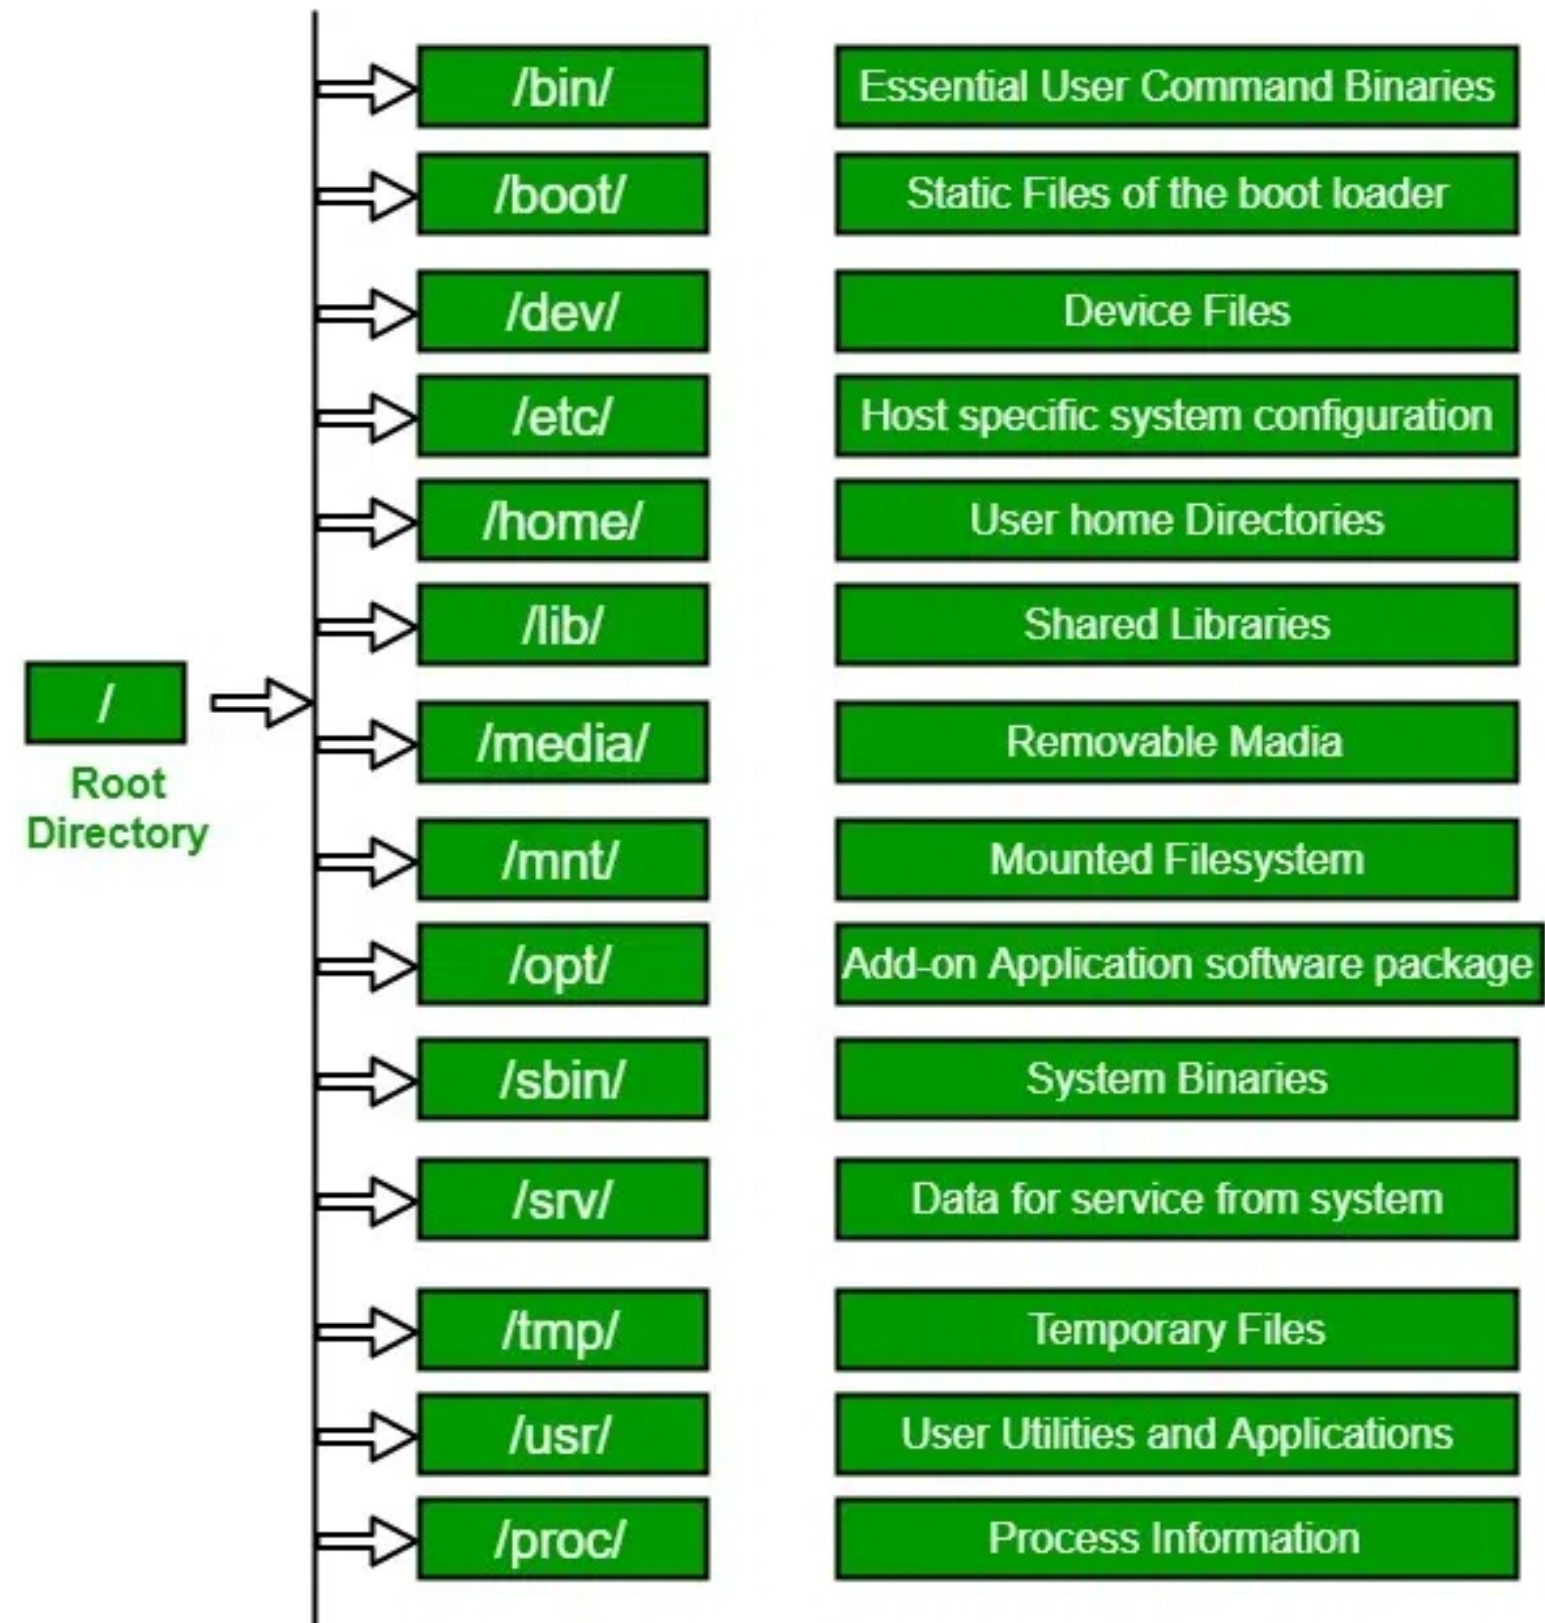 /bin/ Essential User Command Binaries
/boot/ Static Files of the boot loader
/dev/ Device Files
/etc/ Host specific system configuration
/home/ User home Directories
/lib/ Shared Libraries
/
Root
Directory
/media/ Removable Madia
/mnt/ Mounted Filesystem
/opt/ Add-on Application software package
/sbin/ System Binaries
/srv/ Data for service from system
/tmp/ Temporary Files
/usr/ User Utilities and Applications
/proc/ Process Information